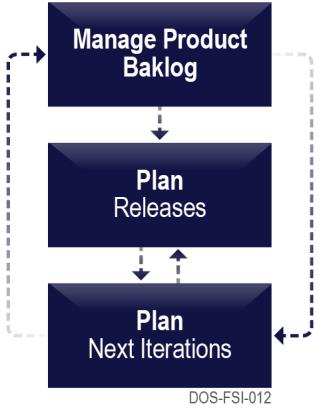 Manage Product
Baklog
Plan
Releases
Plan
Next Iterations
DOS-FSI-012